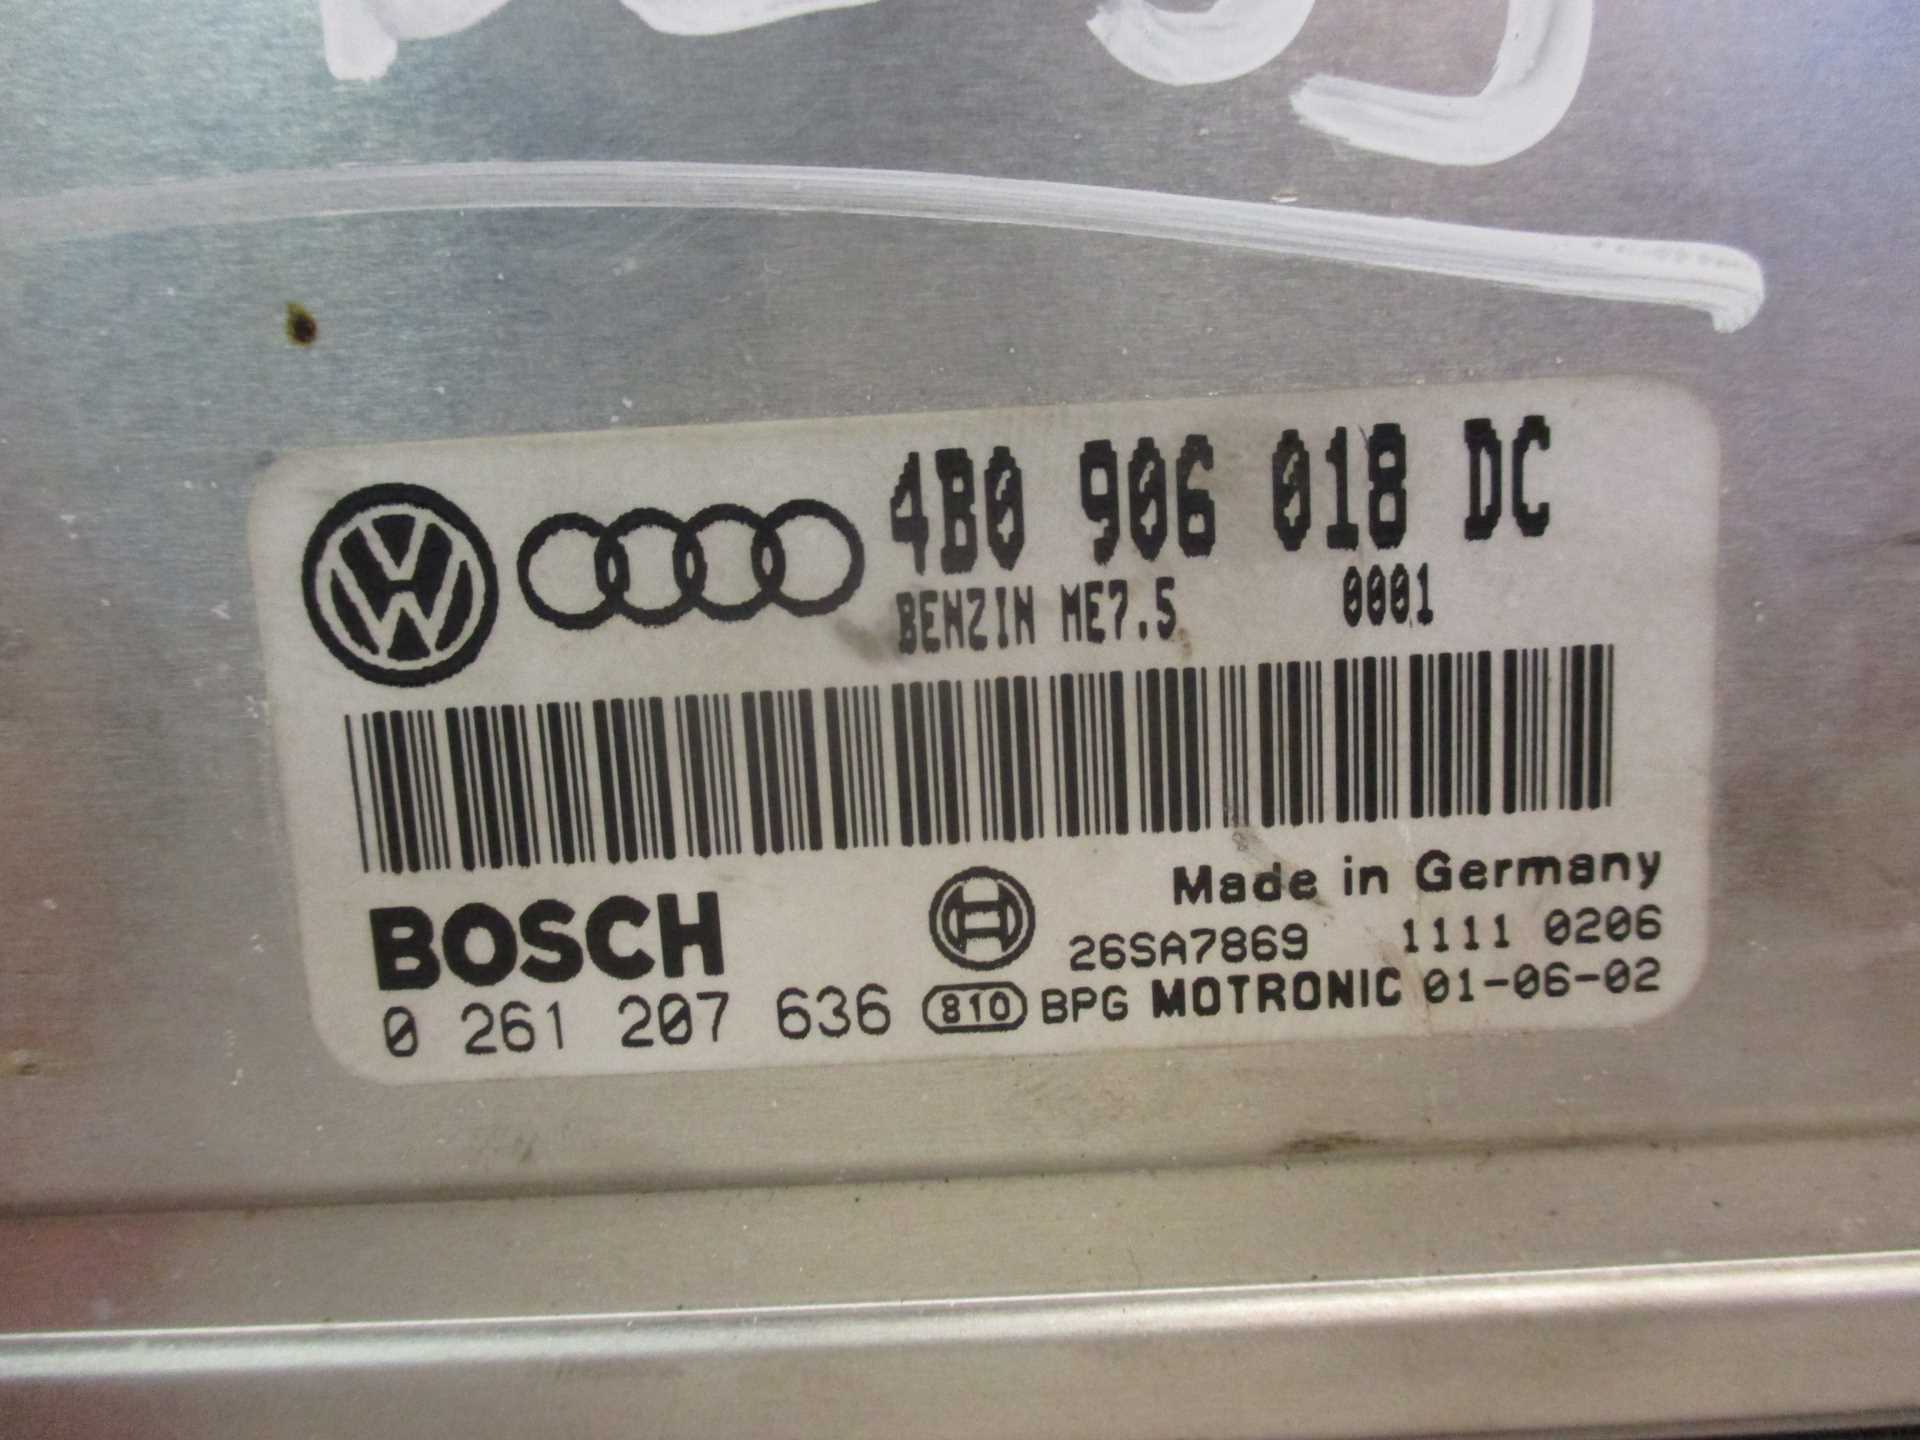 4B0 906 018 DC
BENZIN ME7.5 0001
BOSCH
Made in Germany
26SA7869 1111 0206
0 261 207 636 810 BPG MOTRONIC 01-06-02